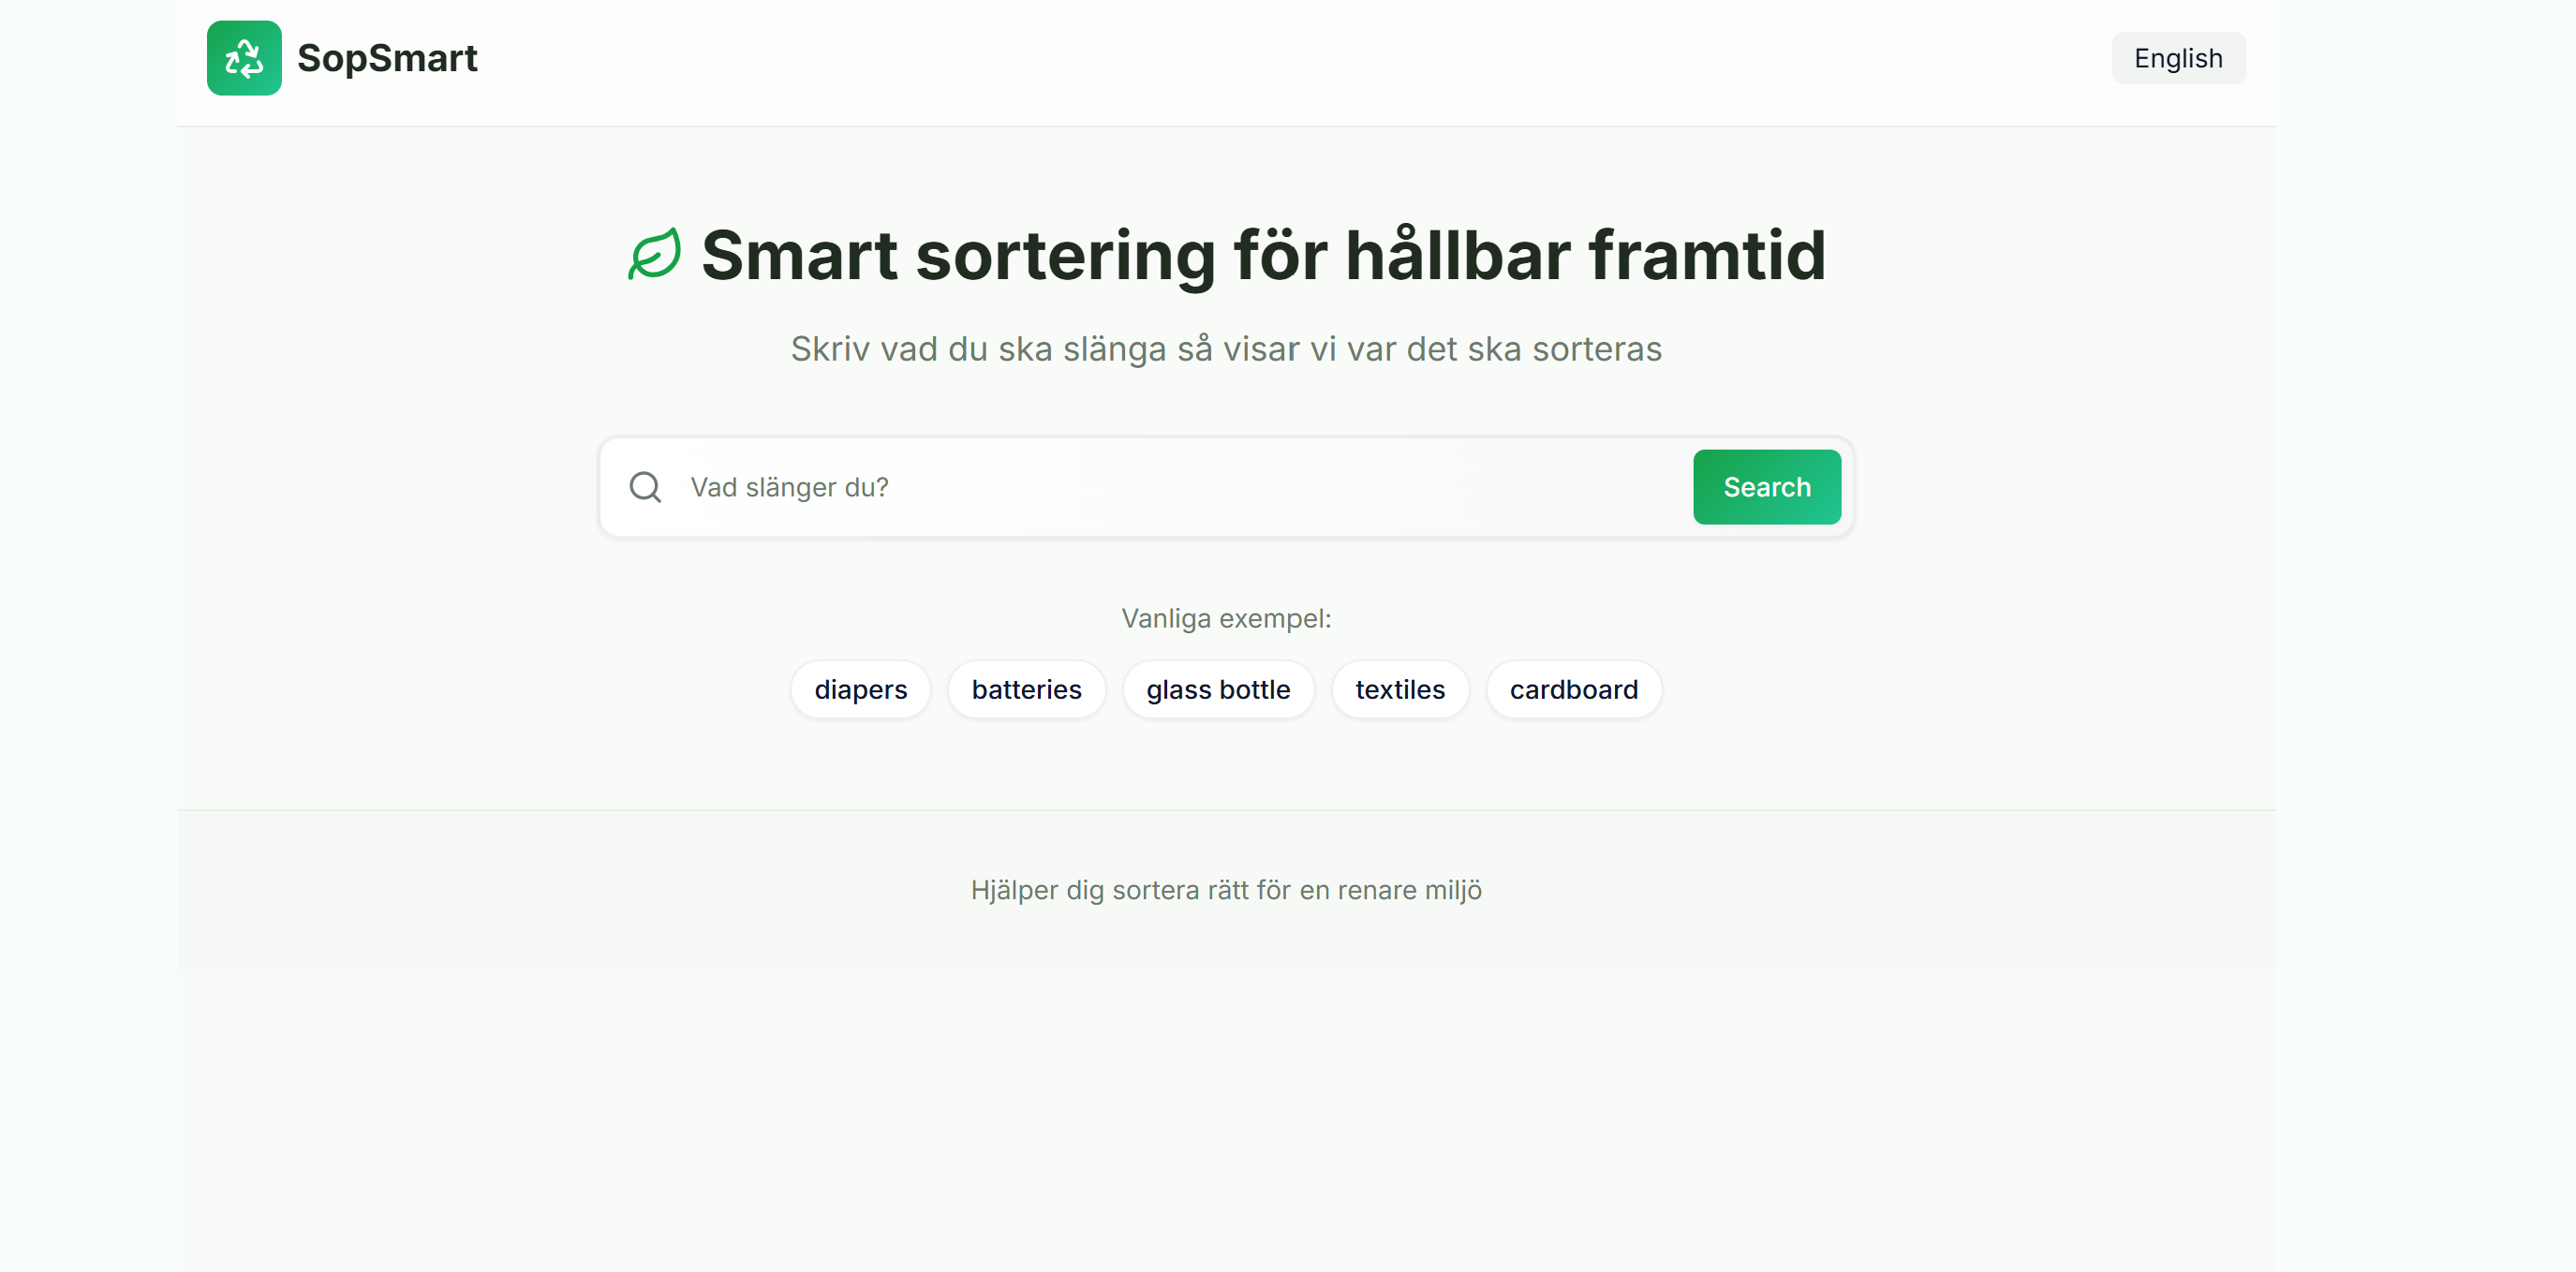 SopSmart
English
Smart sortering för hållbar framtid
Skriv vad du ska slänga så visar vi var det ska sorteras
Vad slänger du?
Search
Vanliga exempel:
diapers
batteries
glass bottle
textiles
cardboard
Hjälper dig sortera rätt för en renare miljö